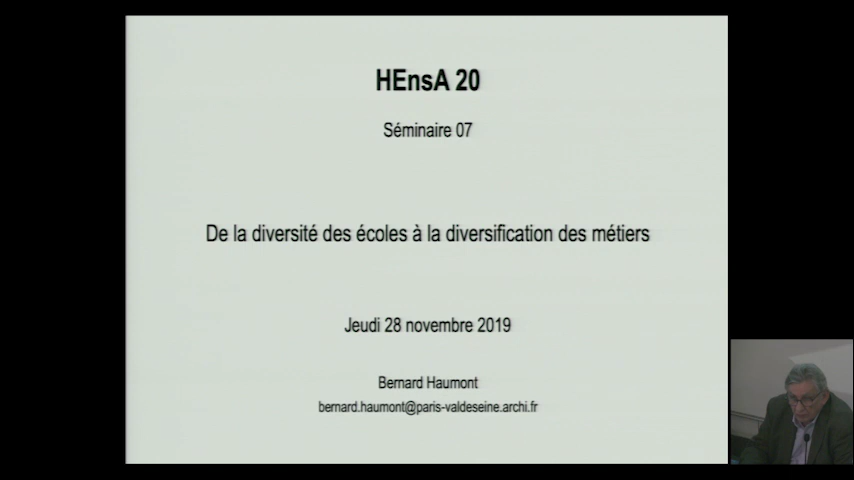 HEnsA 20
Séminaire 07
De la diversité des écoles à la diversification des métiers
Jeudi 28 novembre 2019
Bernard Haumont
bernard.haumont@paris-valdeseine.archi.fr